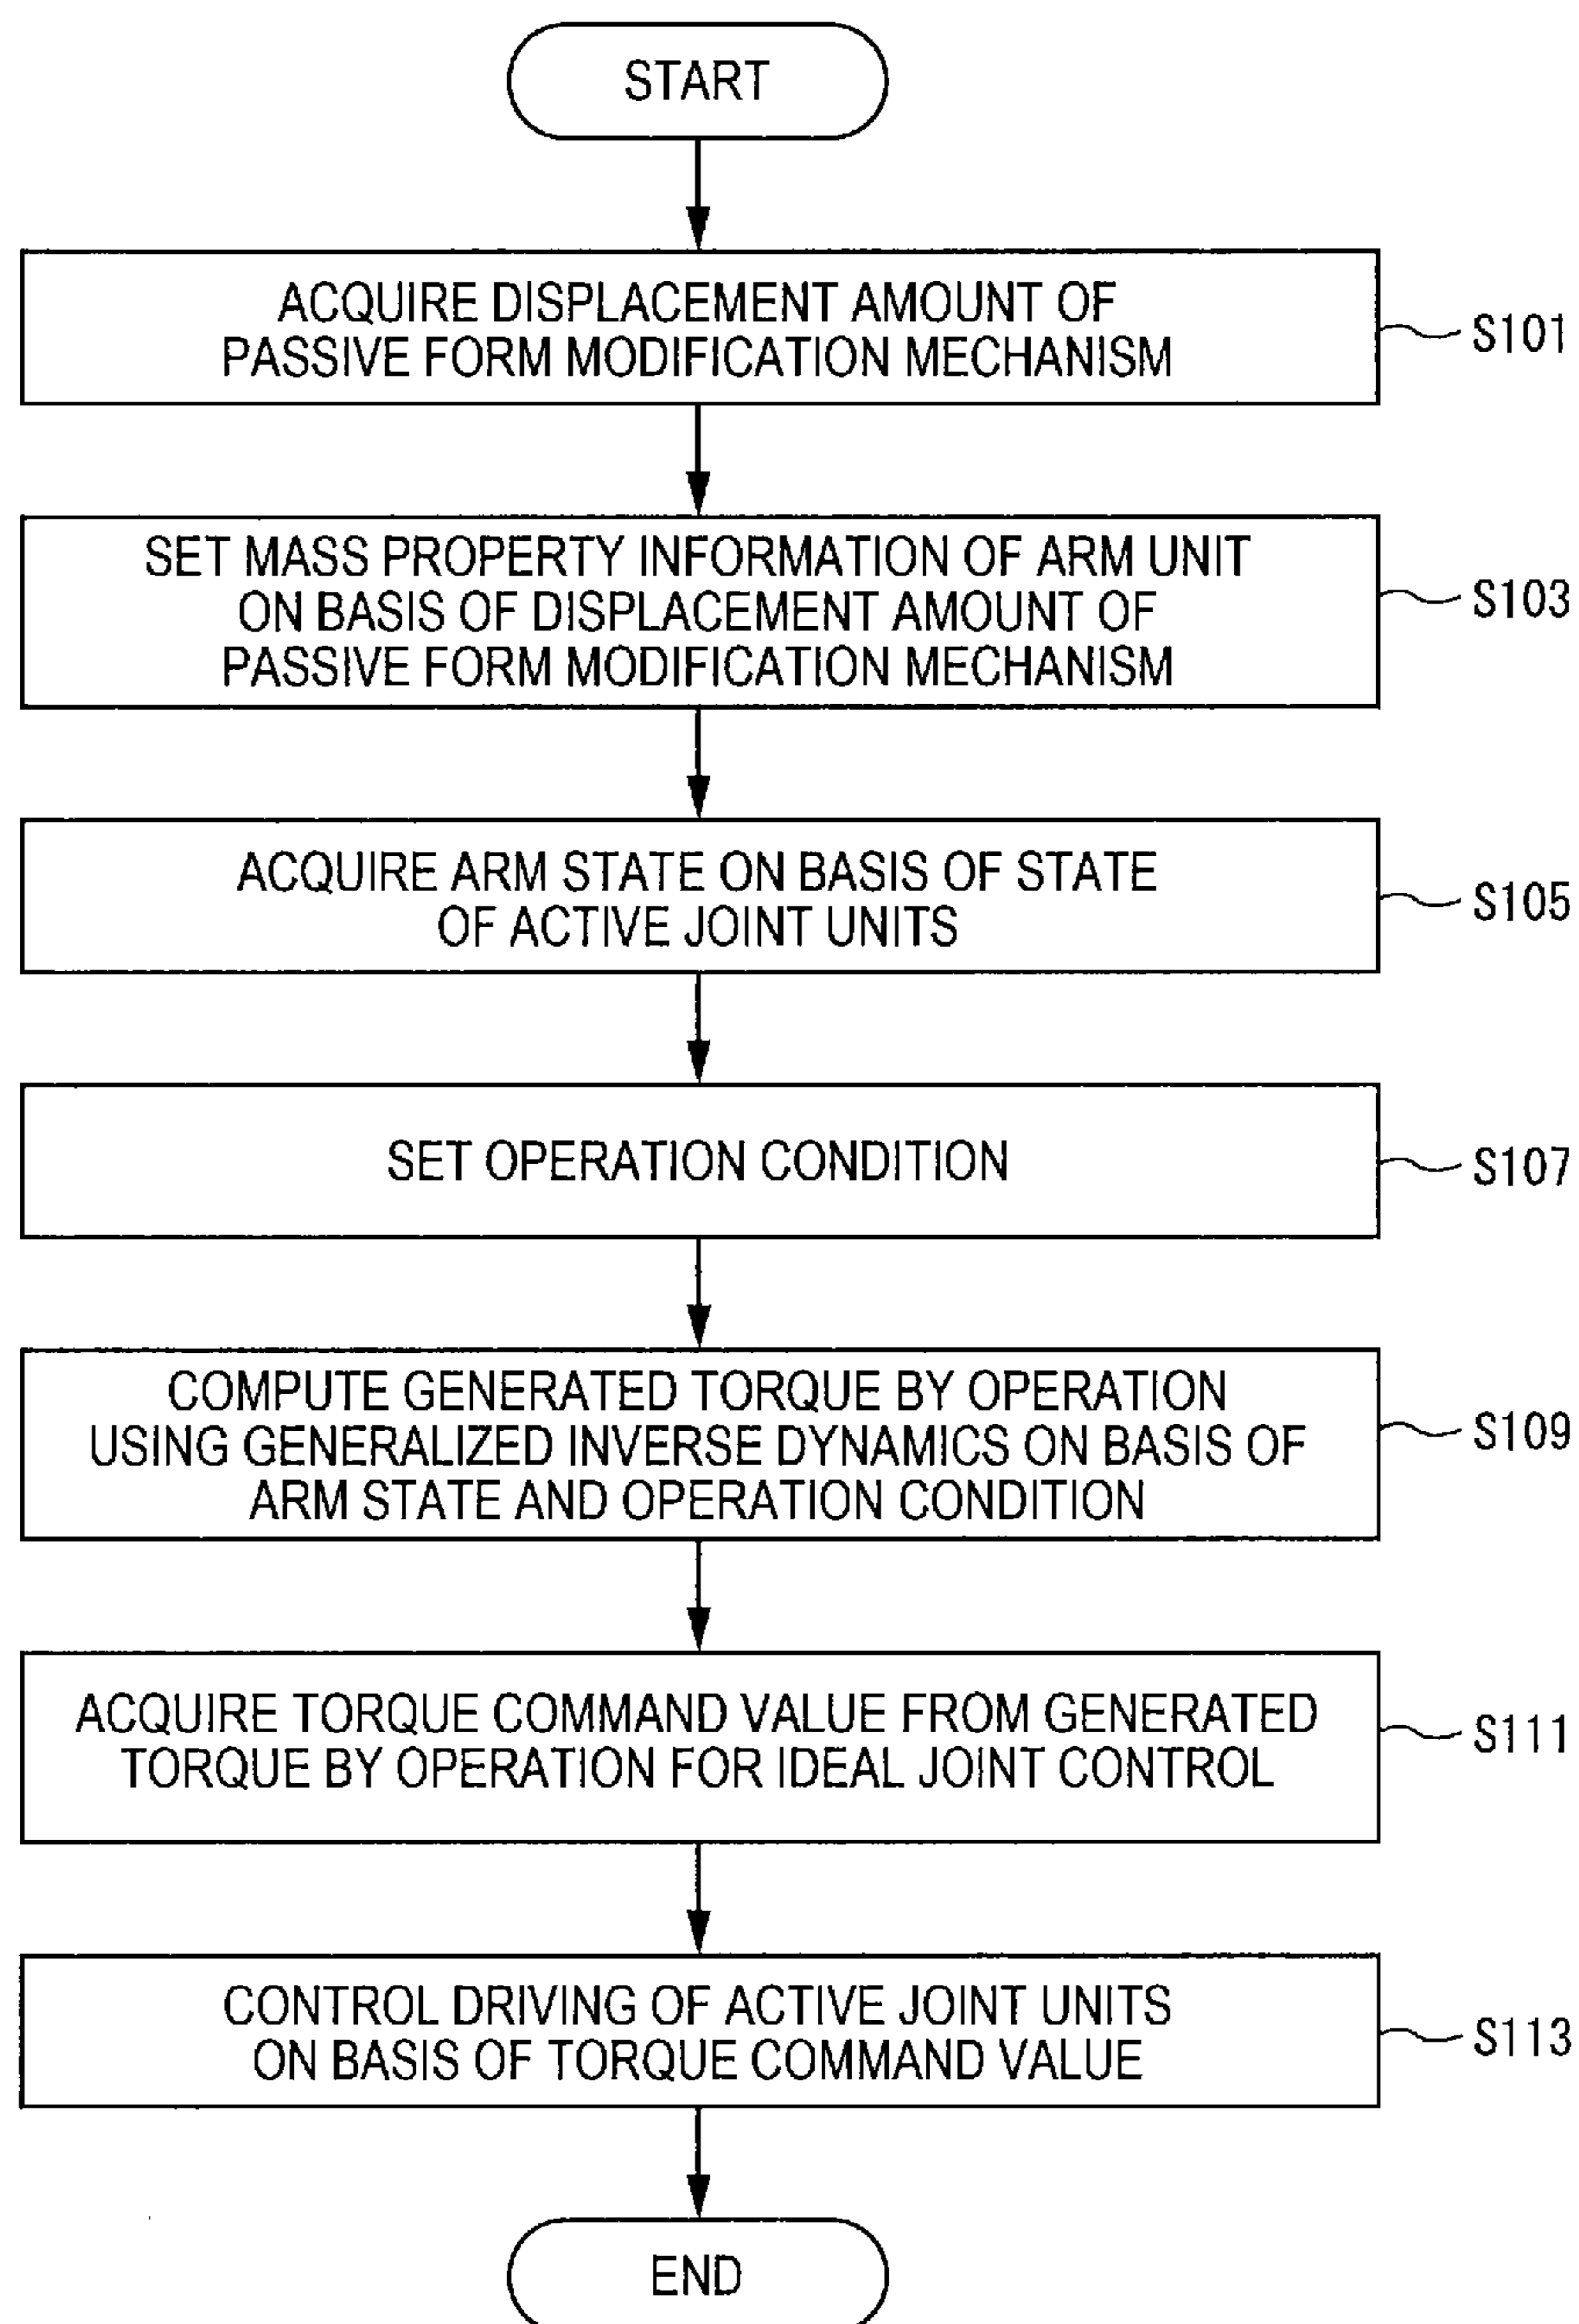 START
ACQUIRE DISPLACEMENT AMOUNT OF
PASSIVE FORM MODIFICATION MECHANISM
S101
SET MASS PROPERTY INFORMATION OF ARM UNIT
ON BASIS OF DISPLACEMENT AMOUNT OF
PASSIVE FORM MODIFICATION MECHANISM
S103
ACQUIRE ARM STATE ON BASIS OF STATE
OF ACTIVE JOINT UNITS
S105
SET OPERATION CONDITION
S107
COMPUTE GENERATED TORQUE BY OPERATION
USING GENERALIZED INVERSE DYNAMICS ON BASIS OF
ARM STATE AND OPERATION CONDITION
S109
ACQUIRE TORQUE COMMAND VALUE FROM GENERATED
TORQUE BY OPERATION FOR IDEAL JOINT CONTROL
S111
CONTROL DRIVING OF ACTIVE JOINT UNITS
ON BASIS OF TORQUE COMMAND VALUE
S113
END